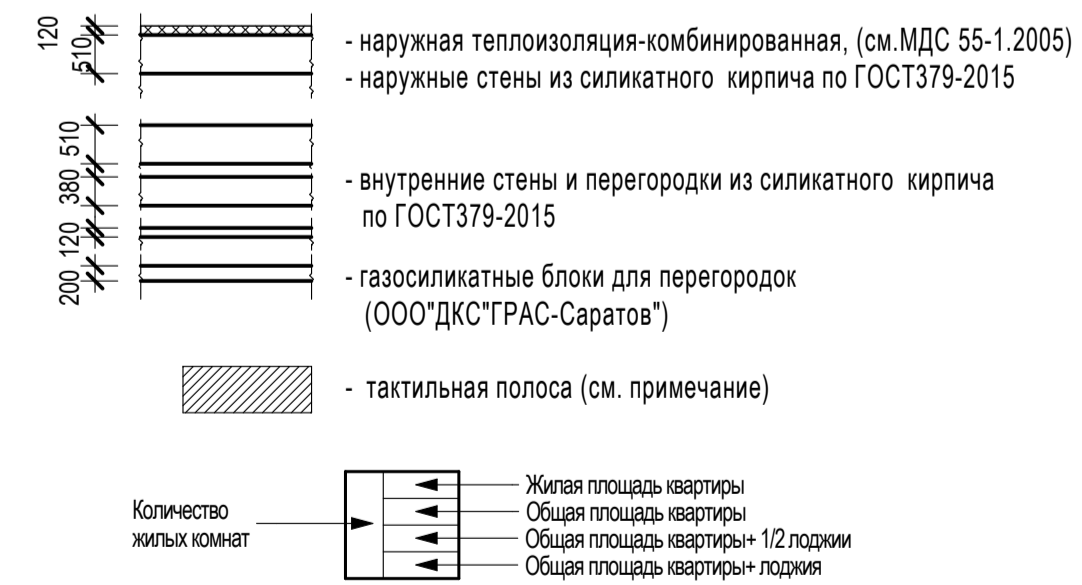 120
510
- наружная теплоизоляция-комбинированная, (см.МДС 55-1.2005)
- наружные стены из силикатного кирпича по ГОСТ379-2015
510
380
120
200
- внутренние стены и перегородки из силикатного кирпича
по ГОСТ379-2015
- газосиликатные блоки для перегородок
(ООО"ДКС"ГРАС-Саратов")
- тактильная полоса (см. примечание)
Количество
жилых комнат
Жилая площадь квартиры
Общая площадь квартиры
Общая площадь квартиры+ 1/2 лоджии
Общая площадь квартиры+ лоджия